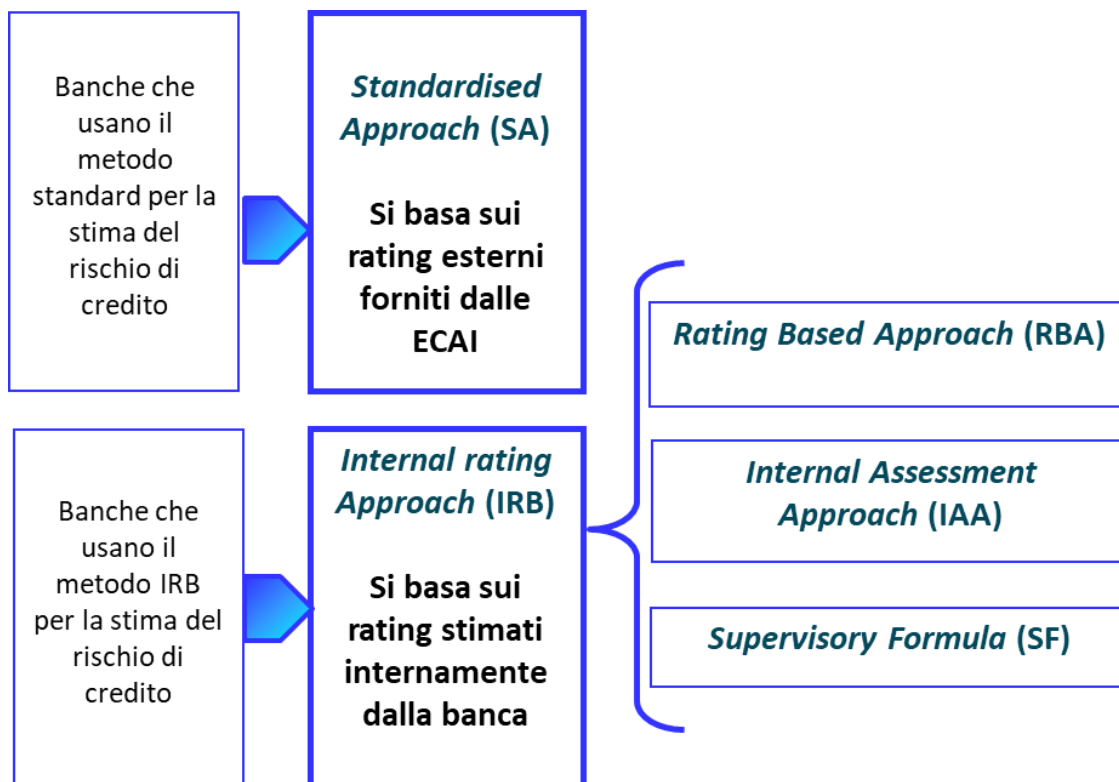 Banche che
usano il
metodo
standard per la
stima del
rischio di
credito
Standardised
Approach (SA)
Si basa sui
rating esterni
forniti dalle
ECAI
Banche che
usano il
metodo IRB
per la stima del
rischio di
credito
Internal rating
Approach (IRB)
Si basa sui
rating stimati
internamente
dalla banca
Rating Based Approach (RBA)
Internal Assessment
Approach (IAA)
Supervisory Formula (SF)